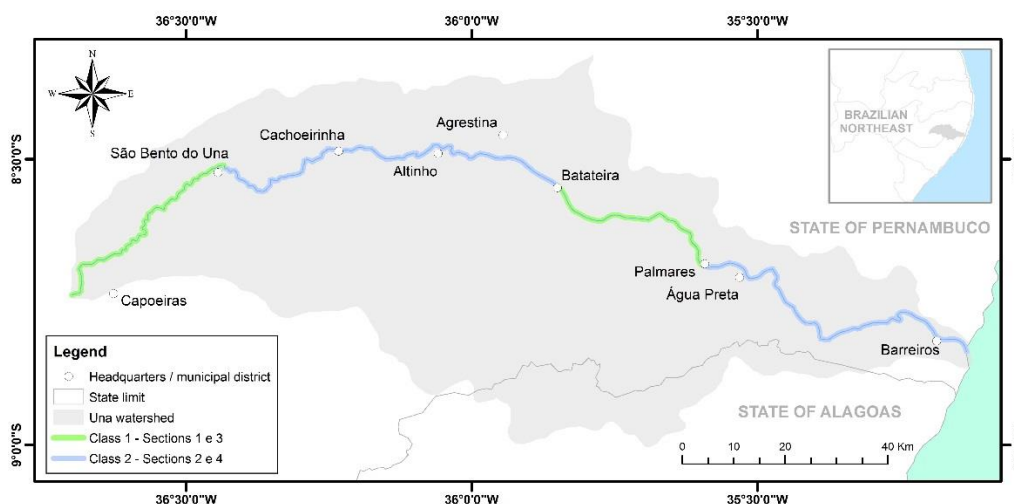 36°30'0"W 36°0'0"W 35°30'0"W
N
W E
S
8°30'0"S
9°0'0"S
São Bento do Una
Cachoeirinha
Agrestina
Altinho
Batateira
Capoeiras
Palmares
Água Preta
Barreiros
BRAZILIAN
NORTHEAST
STATE OF PERNAMBUCO
STATE OF ALAGOAS
Legend
Headquarters / municipal district
State limit
Una watershed
Class 1 - Sections 1 e 3
Class 2 - Sections 2 e 4
0 10 20 40 Km
36°30'0"W 36°0'0"W 35°30'0"W